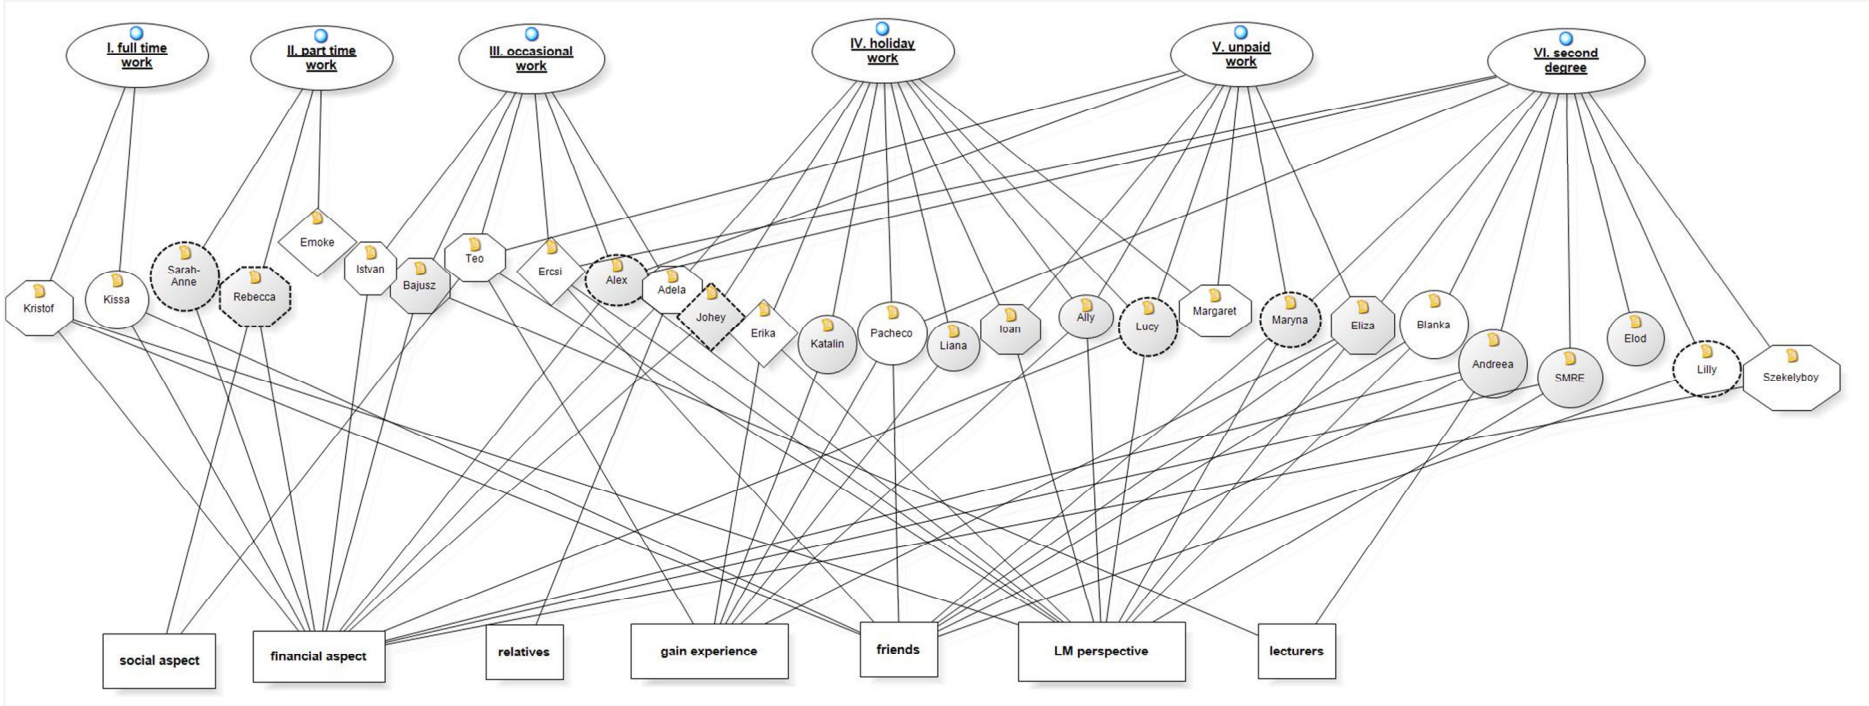 I. full time
work
II. part time
work
III. occasional
work
IV. holiday
work
V. unpaid
work
VI. second
degree
Kristof
Kissa
Sarah-
Anne
Rebecca
Emoke
Istvan
Bajusz
Teo
Ercsi
Alex
Adela
Johey
Erika
Katalin
Pacheco
Liana
Ioan
Ally
Lucy
Margaret
Maryna
Eliza
Blanka
Andreea
SMRE
Elod
Lilly
Szekelyboy
social aspect
financial aspect
relatives
gain experience
friends
LM perspective
lecturers